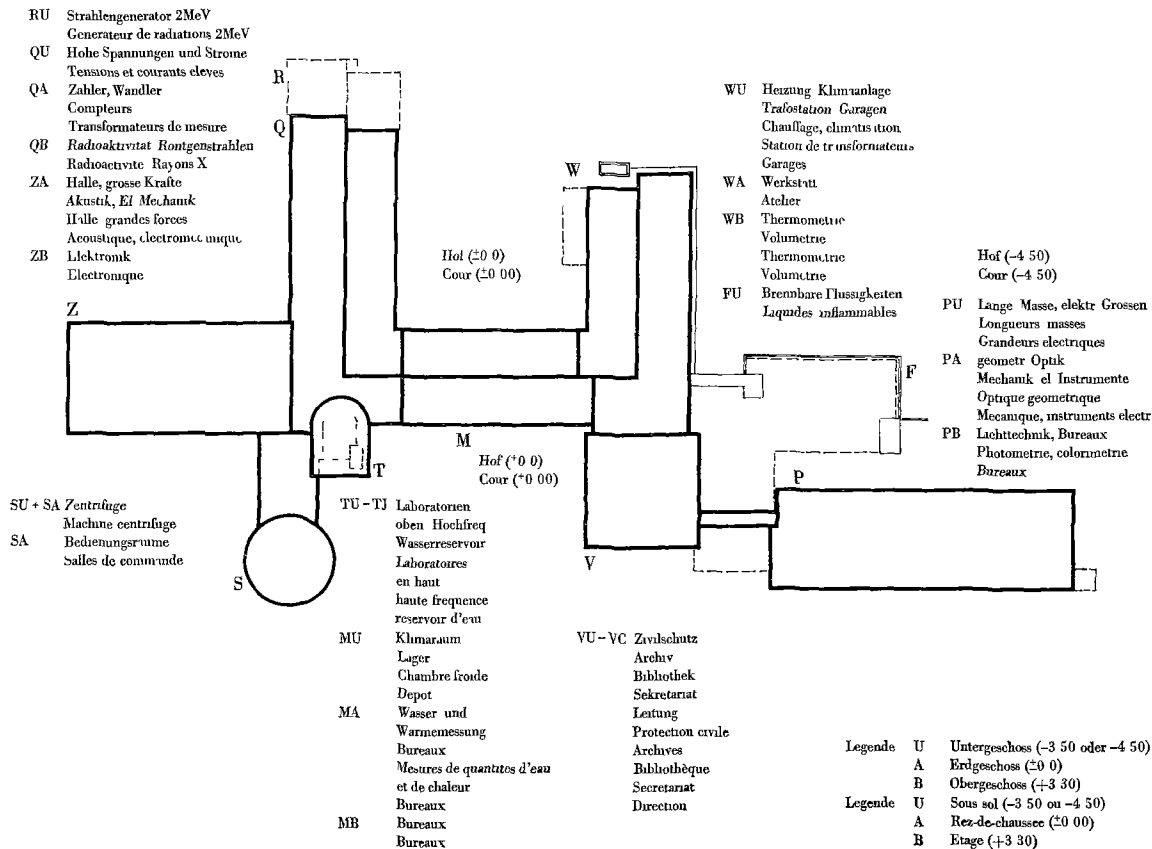 RU Strahlengenerator 2MeV
Generateur de radiations 2MeV
QU Hohe Spannungen und Strome
Tensions et courants eleves
QA Zahler, Wandler
Compteurs
Transformateurs de mesure
QB Radioaktivitat Rontgenstrahlen
Radioactivite Rayons X
ZA Halle, grosse Krafte
Akustik, El Mechanik
Halle grandes forces
Acoustique, electromecanique
ZB Elektronik
Electronique
R
Q
Z
W
Hof (±0 0)
Cour (±0 00)
WU Heizung Klimaanlage
Trafostation Garagen
Chauffage, climatisation
Station de transformateurs
Garages
WA Werkstatt
Atelier
WB Thermometrie
Volumetrie
Thermometrie
Volumetrie
FU Brennbare Flussigkeiten
Liquides inflammables
Hof (-4 50)
Cour (-4 50)
PU Lange Masse, elektr Grossen
Longueurs masses
Grandeurs electriques
PA geometr Optik
Mechanik el Instrumente
Optique geometrique
Mecanique, instruments electr
PB Lichttechnik, Bureaux
Photometrie, colorimetrie
Bureaux
F
M
Hof (+0 0)
Cour (+0 00)
T
P
V
S
SU + SA Zentrifuge
Machine centrifuge
SA Bedienungsraume
Salles de commande
TU - TJ Laboratorien
oben Hochfreq
Wasserreservoir
Laboratoires
en haut
haute frequence
reservoir d'eau
MU Klimaraum
Lager
Chambre froide
Depot
MA Wasser und
Warmemessung
Bureaux
Mesures de quantites d'eau
et de chaleur
Bureaux
MB Bureaux
Bureaux
VU - VC Zivilschutz
Archiv
Bibliothek
Sekretariat
Leitung
Protection civile
Archives
Bibliothèque
Secretariat
Direction
Legende U Untergeschoss (-3 50 oder -4 50)
A Erdgeschoss (±0 0)
B Obergeschoss (+3 30)
Legende U Sous sol (-3 50 ou -4 50)
A Rez-de-chaussee (±0 00)
B Etage (+3 30)